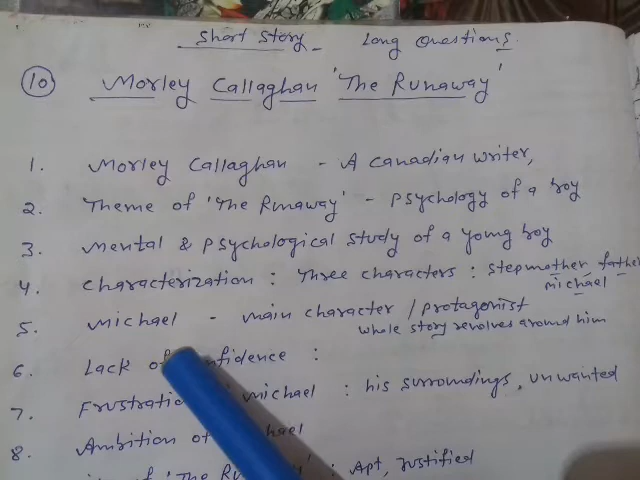 Short Story - Long Questions
10 Morley Callaghan 'The Runaway'
1. Morley Callaghan - A Canadian writer,
2. Theme of 'The Runaway' - Psychology of a boy
3. Mental & Psychological study of a young boy
4. Characterization : Three characters : stepmother, father
michael
5. Michael - main character / protagonist
whole story revolves around him
6. Lack of :
7. michael : his surroundings, unwanted
8. Ambition of
of 'The : Apt, Justified